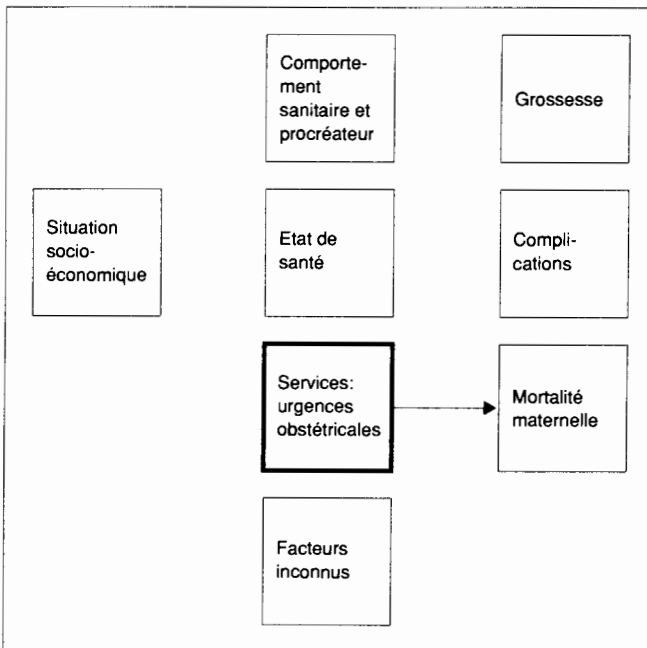 Comporte-
ment
sanitaire et
procréateur
Grossesse
Situation
socio-
économique
Etat de
santé
Compli-
cations
Services:
urgences
obstétricales
Mortalité
maternelle
Facteurs
inconnus